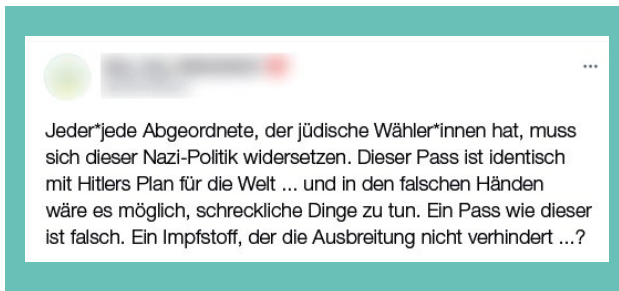 Jeder*jede Abgeordnete, der jüdische Wähler*innen hat, muss
sich dieser Nazi-Politik widersetzen. Dieser Pass ist identisch
mit Hitlers Plan für die Welt ... und in den falschen Händen
wäre es möglich, schreckliche Dinge zu tun. Ein Pass wie dieser
ist falsch. Ein Impfstoff, der die Ausbreitung nicht verhindert ...?